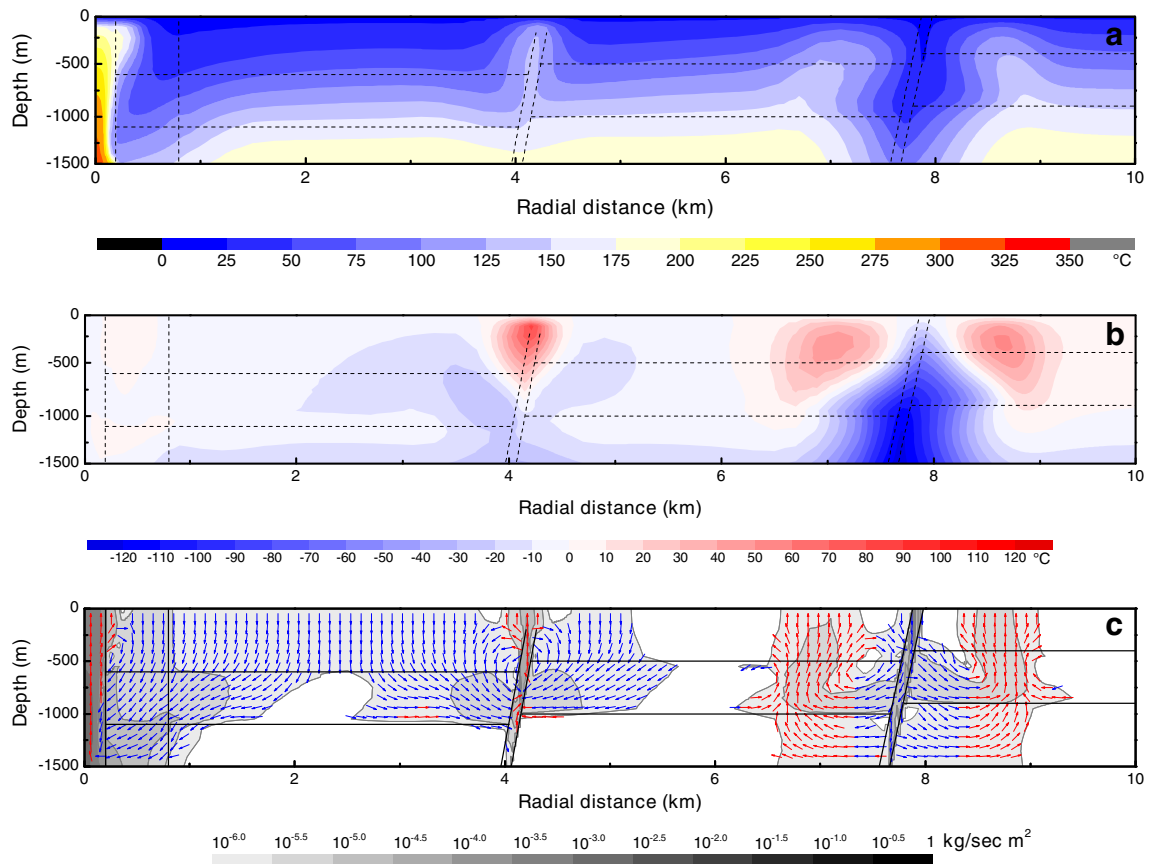 a
Depth (m)
0
-500
-1000
-1500
0 2 4 6 8 10
Radial distance (km)
0 25 50 75 100 125 150 175 200 225 250 275 300 325 350 °C
b
Depth (m)
0
-500
-1000
-1500
0 2 4 6 8 10
Radial distance (km)
-120 -100 -90 -80 -70 -60 -50 -40 -30 -20 -10 0 10 20 30 40 50 60 70 80 90 100 110 120 °C
c
Depth (m)
0
-500
-1000
-1500
0 2 4 6 8 10
Radial distance (km)
10^-6.0 10^-5.5 10^-5.0 10^-4.5 10^-4.0 10^-3.5 10^-3.0 10^-2.5 10^-2.0 10^-1.5 10^-1.0 10^-0.5 1 kg/sec m²